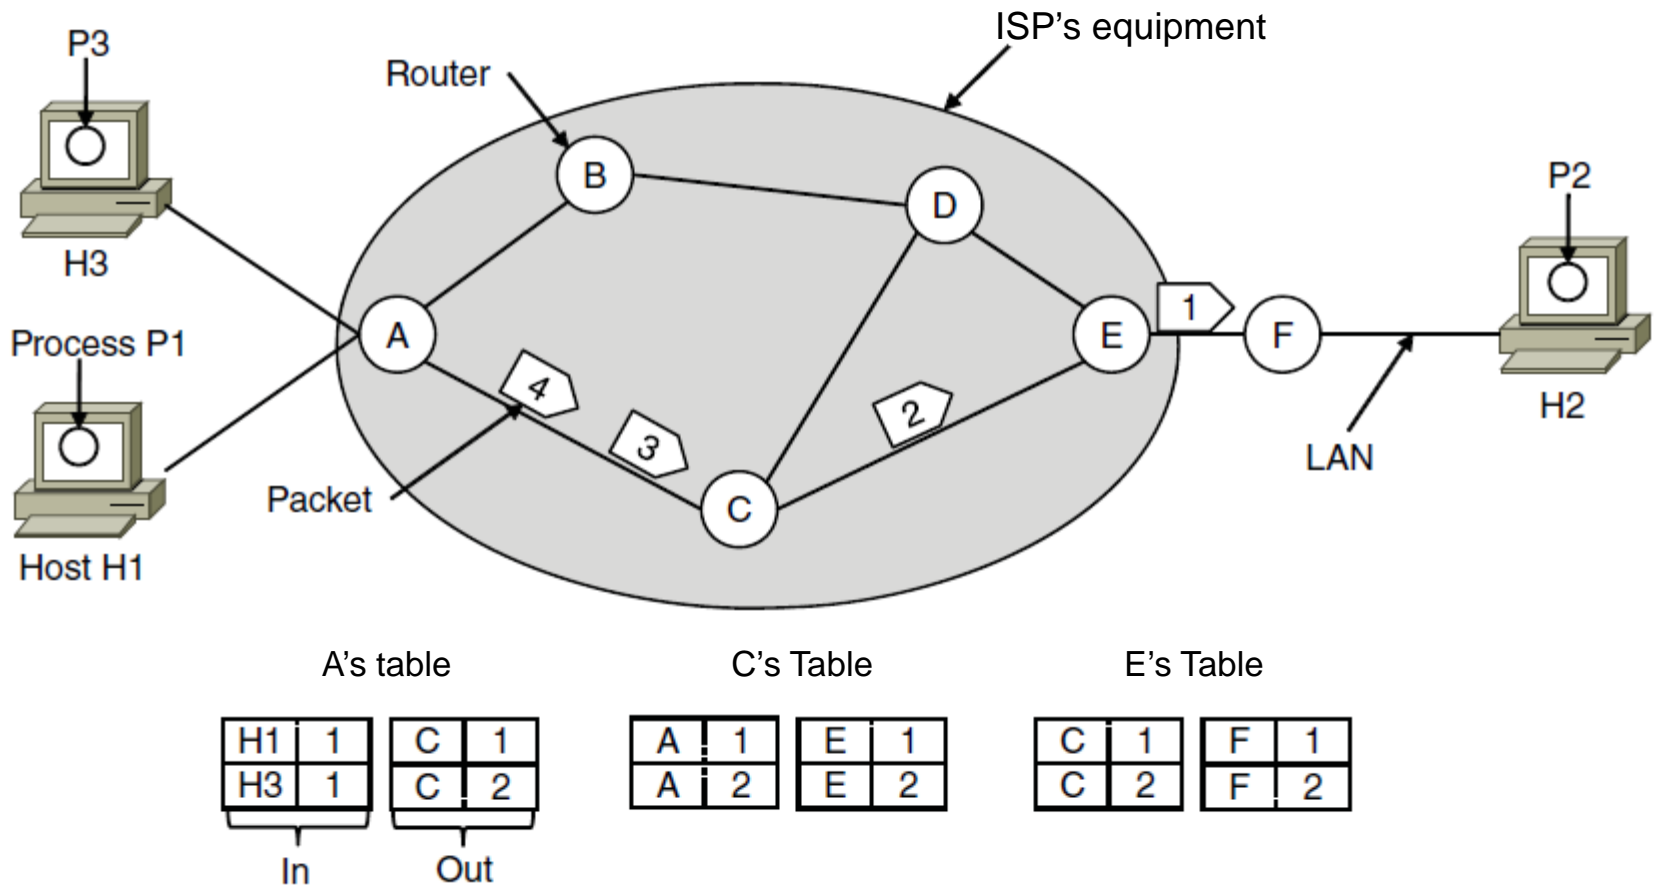 ISP's equipment
P3
Router
B
D
P2
H3
Process P1
A
1
E
F
4
2
3
H2
LAN
Packet
C
Host H1
A's table
C's Table
E's Table
H1 1 C 1 A 1 E 1 C 1 F 1
H3 1 C 2 A 2 E 2 C 2 F 2
In Out